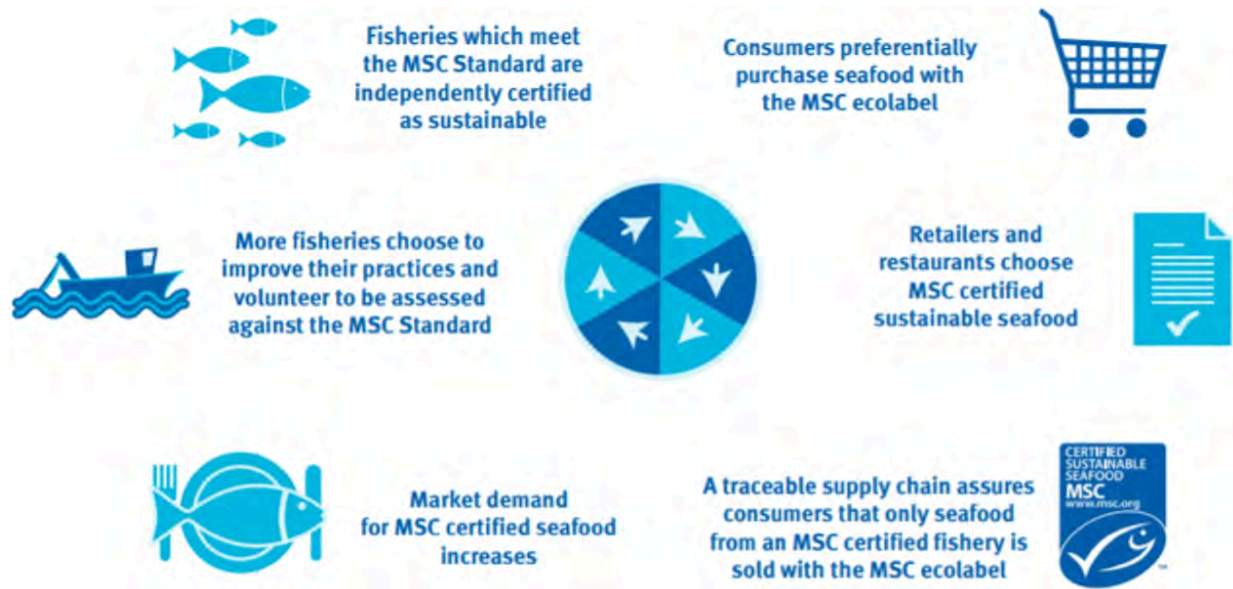 Fisheries which meet
the MSC Standard are
independently certified
as sustainable
Consumers preferentially
purchase seafood with
the MSC ecolabel
More fisheries choose to
improve their practices and
volunteer to be assessed
against the MSC Standard
Retailers and
restaurants choose
MSC certified
sustainable seafood
Market demand
for MSC certified seafood
increases
A traceable supply chain assures
consumers that only seafood
from an MSC certified fishery is
sold with the MSC ecolabel
CERTIFIED
SUSTAINABLE
SEAFOOD
MSC
www.msc.org
TM